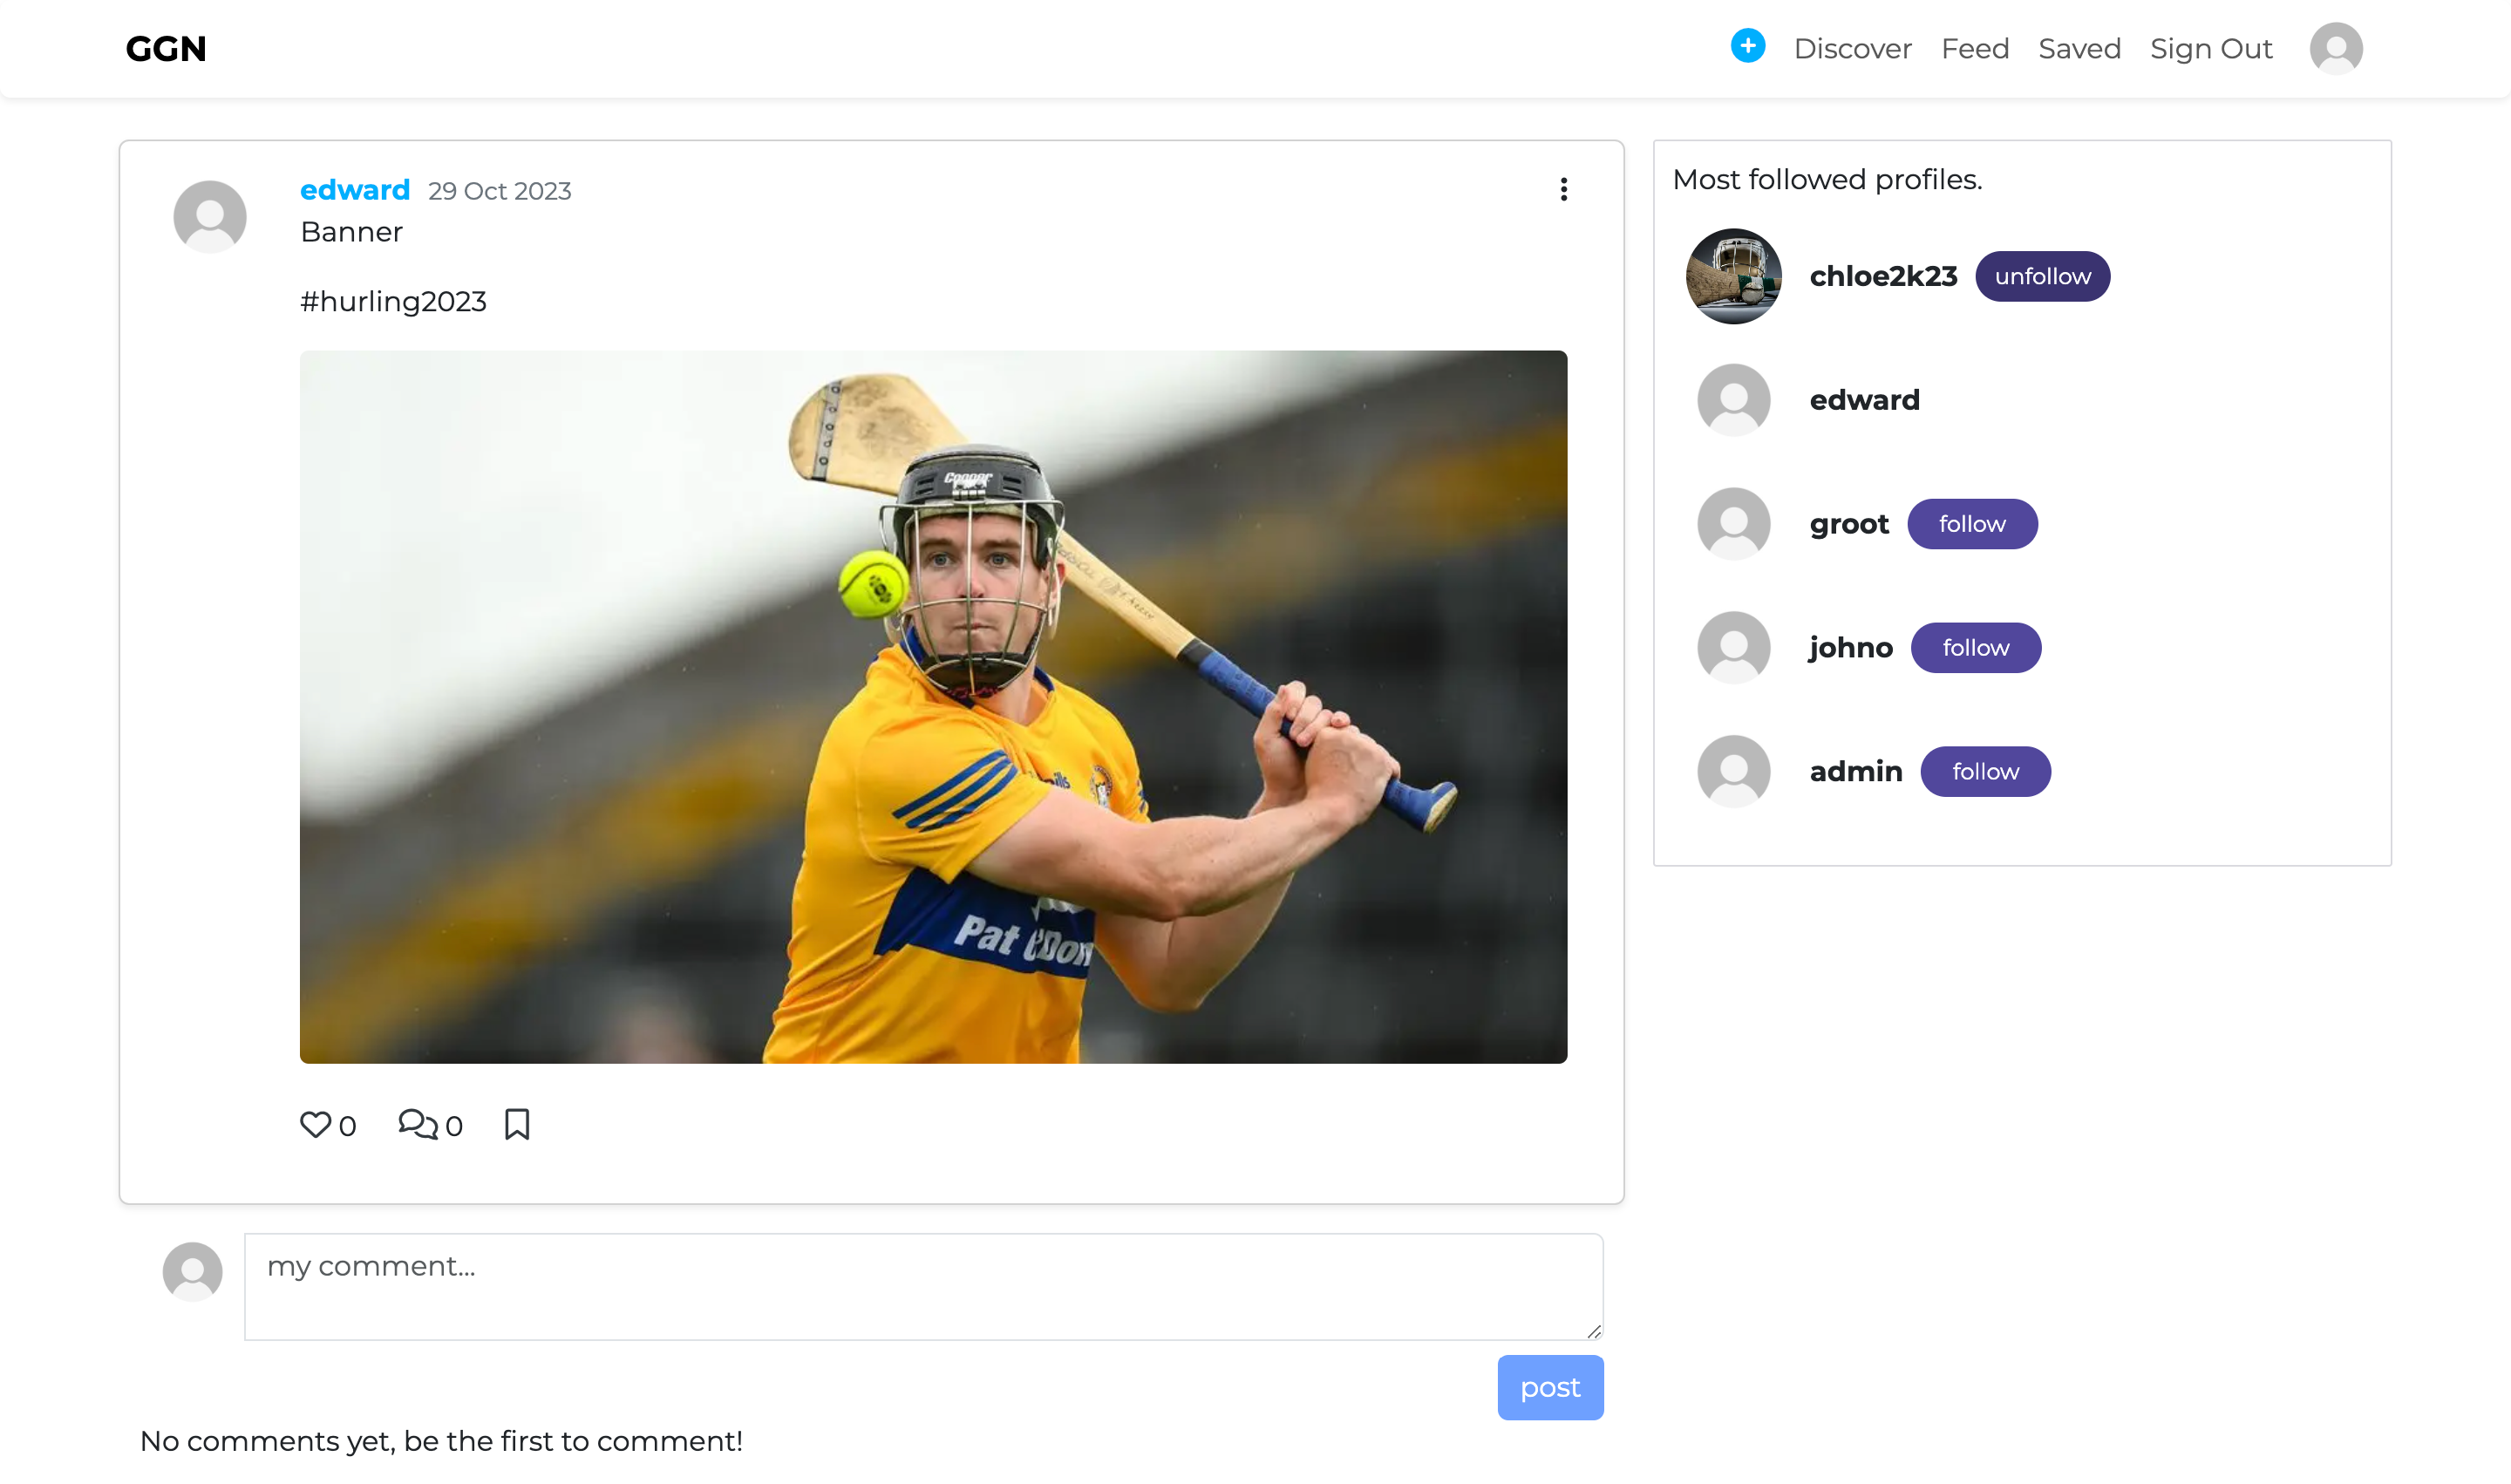 GGN
Discover Feed Saved Sign Out
edward 29 Oct 2023
Banner
#hurling2023
Cooper
Pat O'Don
0 0
my comment...
post
No comments yet, be the first to comment!
Most followed profiles.
chloe2k23 unfollow
edward
groot follow
johno follow
admin follow